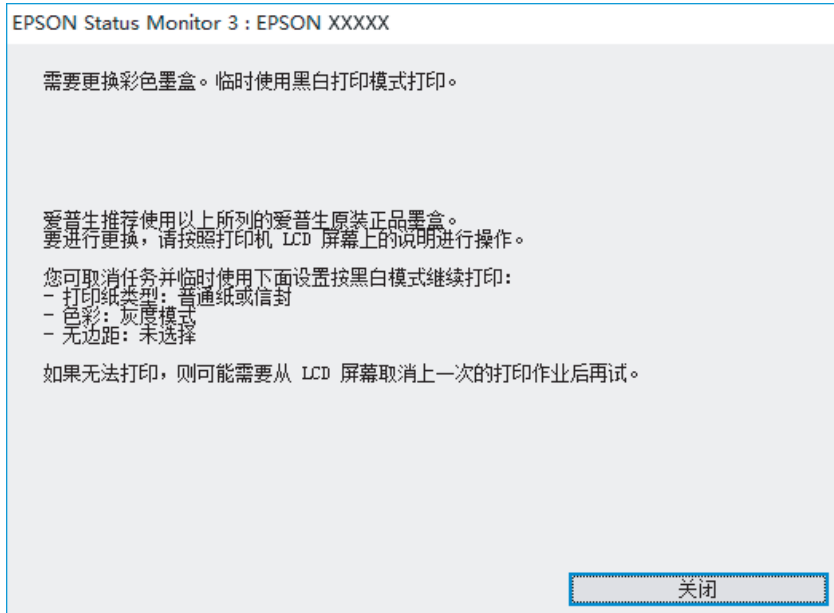 EPSON Status Monitor 3 : EPSON XXXXX
需要更换彩色墨盒。临时使用黑白打印模式打印。
爱普生推荐使用以上所列的爱普生原装正品墨盒。
要进行更换，请按照打印机 LCD 屏幕上的说明进行操作。
您可取消任务并临时使用下面设置按黑白模式继续打印：
- 打印纸类型：普通纸或信封
- 色彩：灰度模式
- 无边距：未选择
如果无法打印，则可能需要从 LCD 屏幕取消上一次的打印作业后再试。
关闭